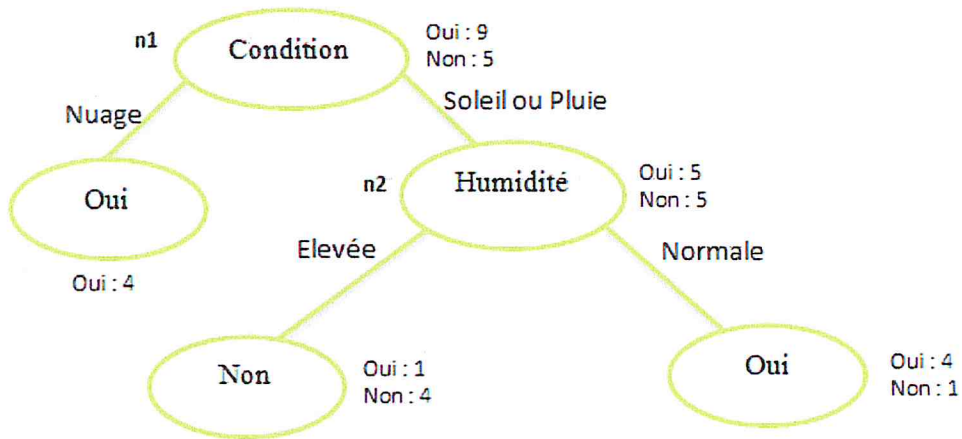 n1
Condition
Oui : 9
Non : 5
Nuage
Soleil ou Pluie
Oui
Oui : 4
n2
Humidité
Oui : 5
Non : 5
Elevée
Normale
Non
Oui : 1
Non : 4
Oui
Oui : 4
Non : 1